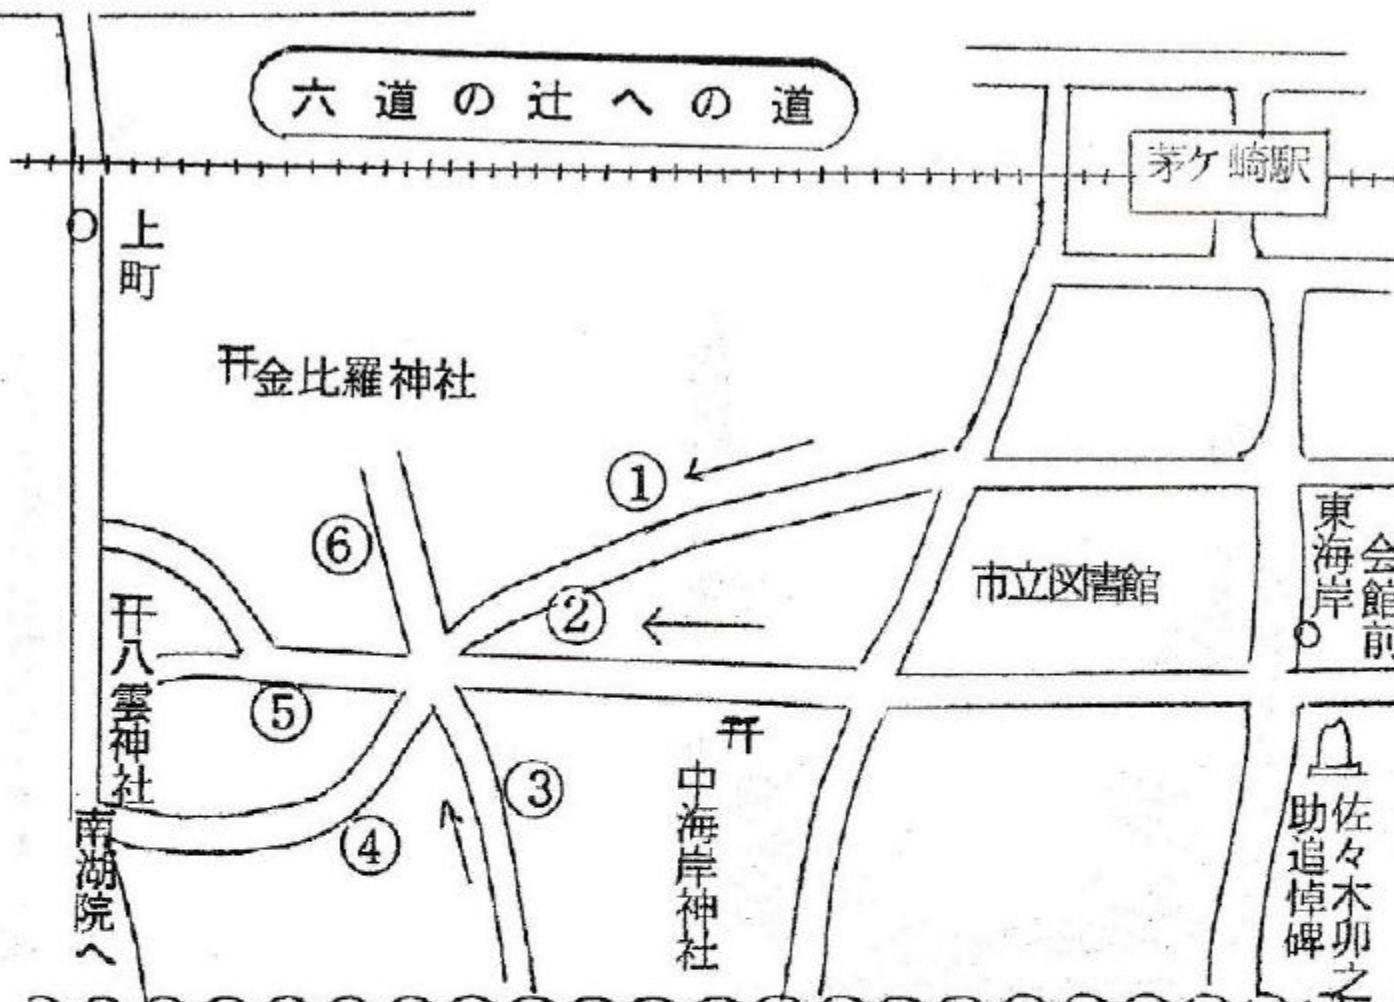 六道の辻への道
茅ケ崎駅
上町
金比羅神社
①
⑥
②
市立図書館
東海岸
会館前
八雲神社
⑤
③
中海岸神社
④
南湖院へ
佐々木卯之
助追悼碑